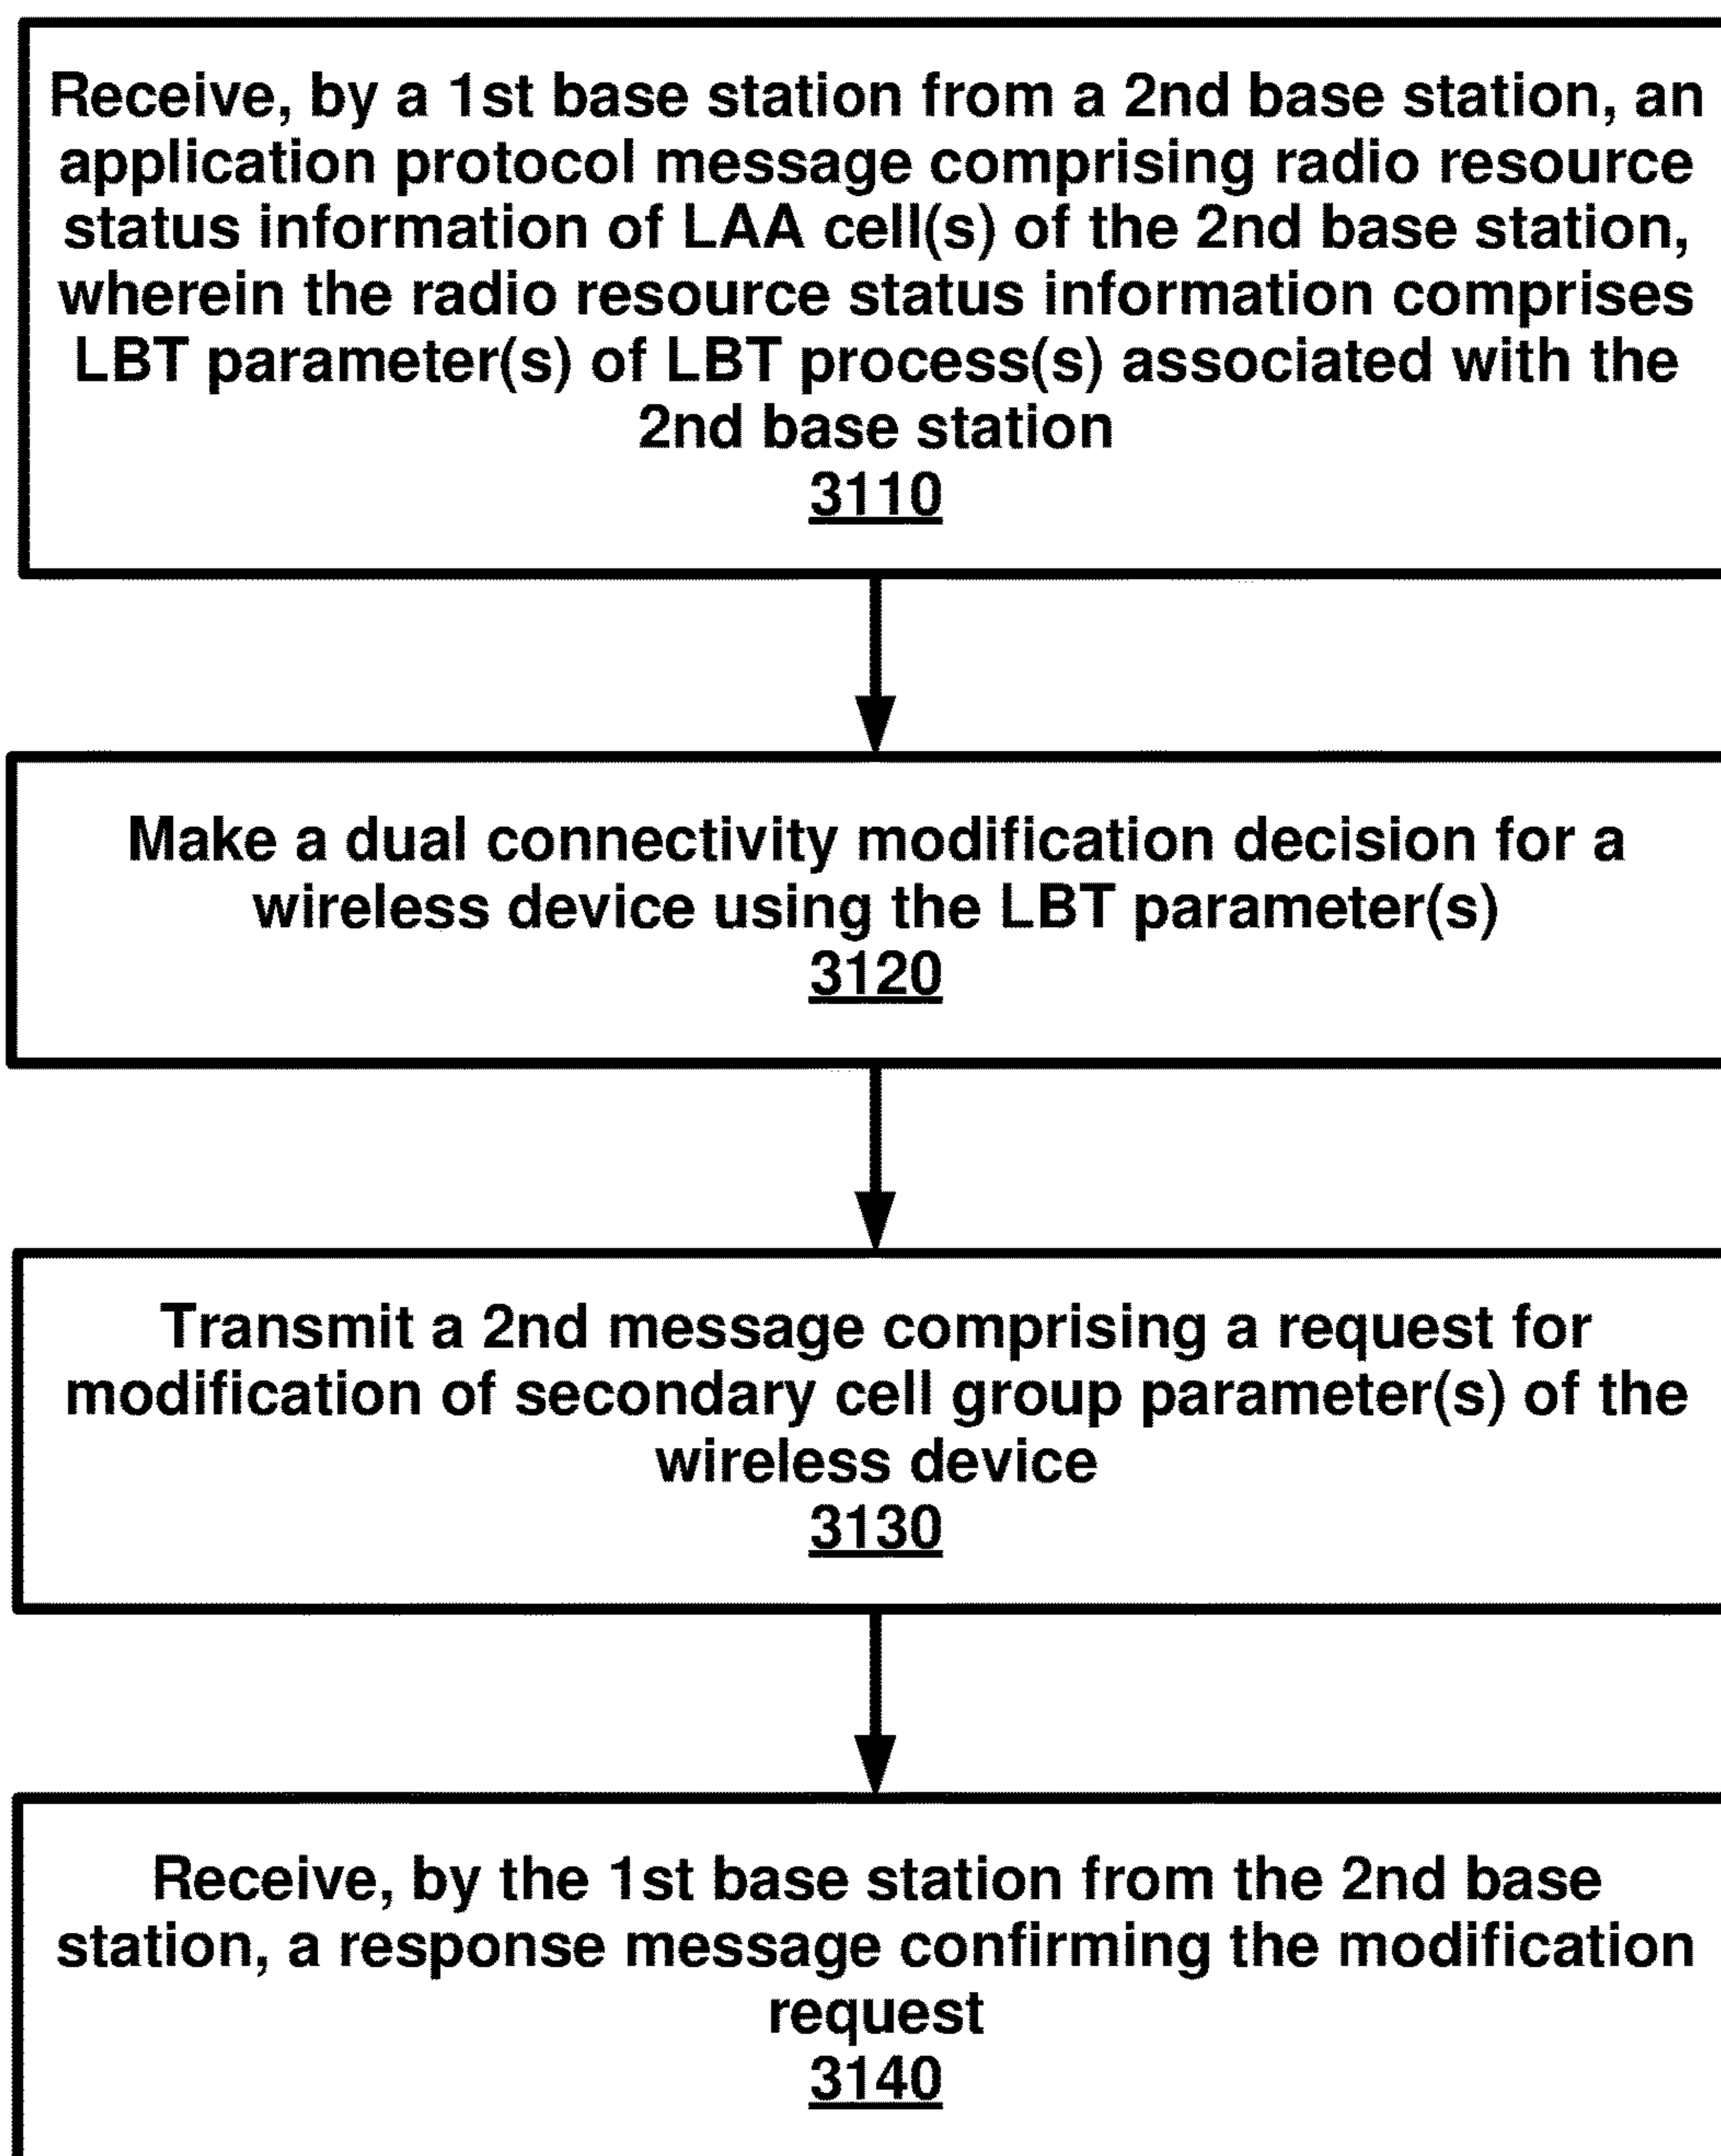 Receive, by a 1st base station from a 2nd base station, an
application protocol message comprising radio resource
status information of LAA cell(s) of the 2nd base station,
wherein the radio resource status information comprises
LBT parameter(s) of LBT process(s) associated with the
2nd base station
3110
Make a dual connectivity modification decision for a
wireless device using the LBT parameter(s)
3120
Transmit a 2nd message comprising a request for
modification of secondary cell group parameter(s) of the
wireless device
3130
Receive, by the 1st base station from the 2nd base
station, a response message confirming the modification
request
3140